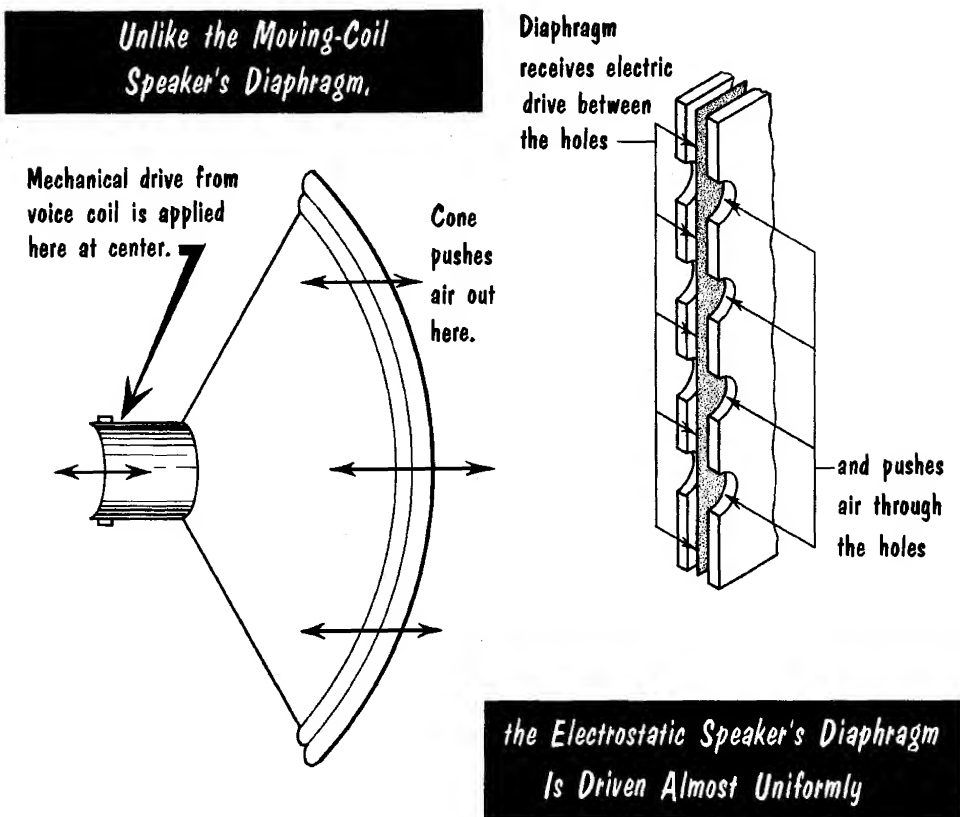 Unlike the Moving-Coil
Speaker's Diaphragm,
Mechanical drive from
voice coil is applied
here at center.
Cone
pushes
air out
here.
Diaphragm
receives electric
drive between
the holes
and pushes
air through
the holes
the Electrostatic Speaker's Diaphragm
Is Driven Almost Uniformly